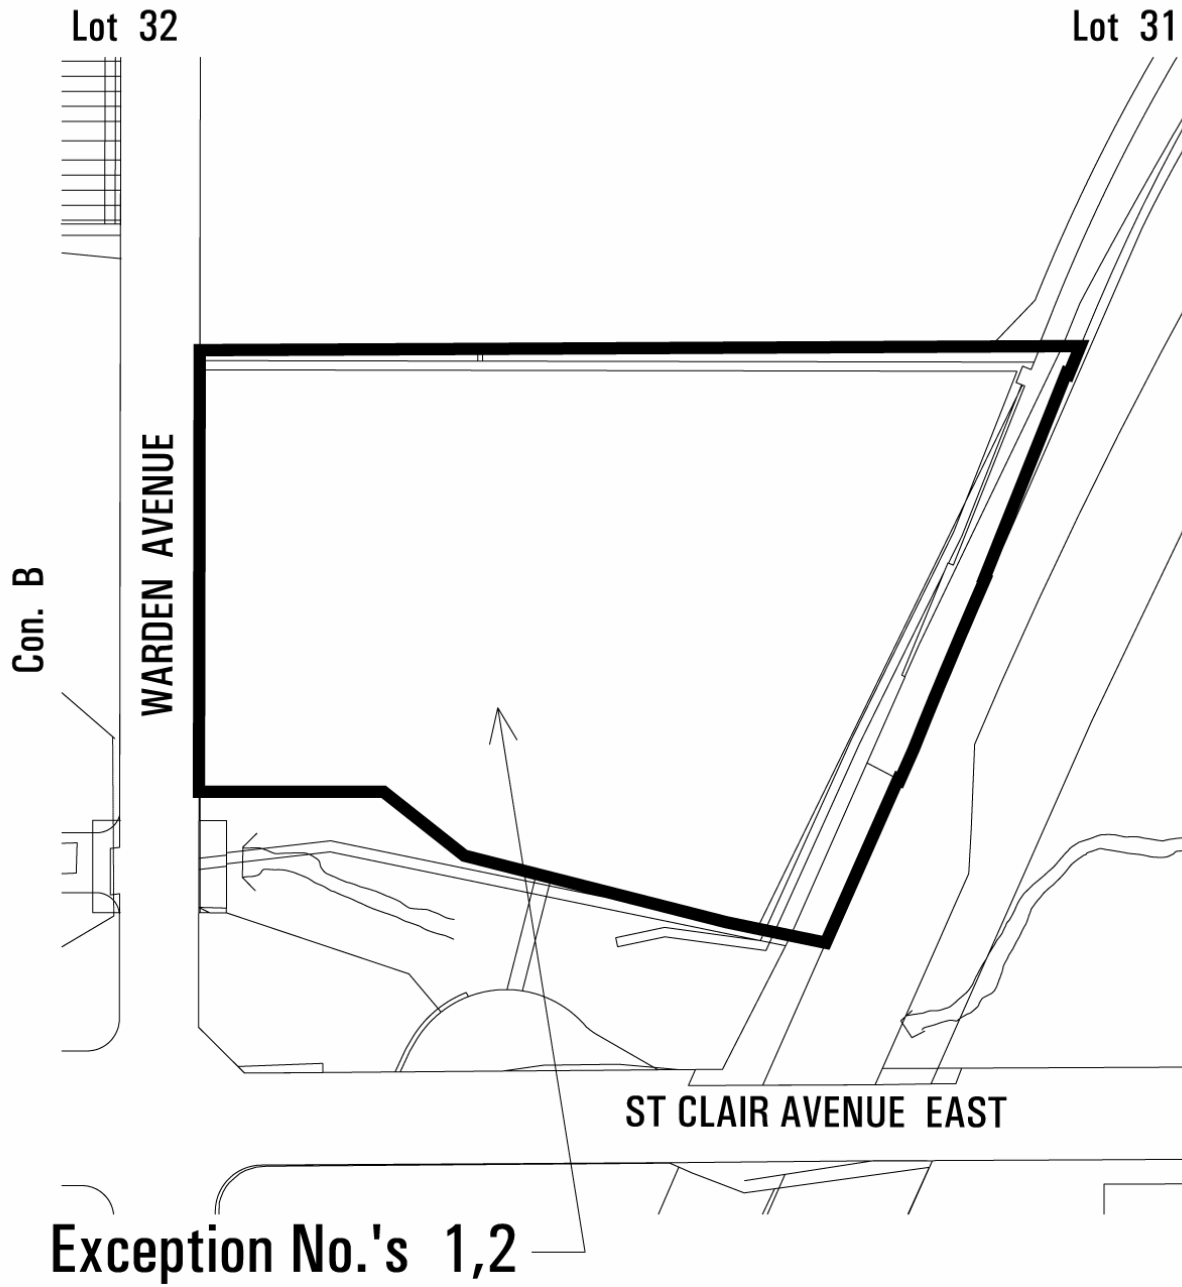 Lot 32
Lot 31
WARDEN AVENUE
Con. B
ST CLAIR AVENUE EAST
Exception No.'s 1,2